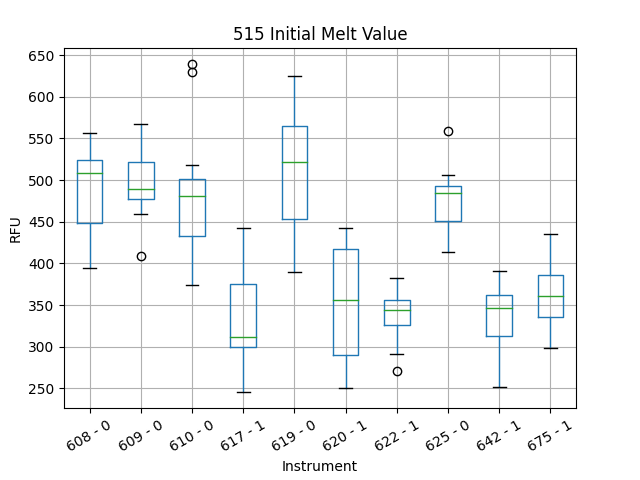 515 Initial Melt Value
650
600
550
500
450
400
350
300
250
RFU
608 - 0
609 - 0
610 - 0
617 - 1
619 - 0
620 - 1
622 - 1
625 - 0
642 - 1
675 - 1
Instrument